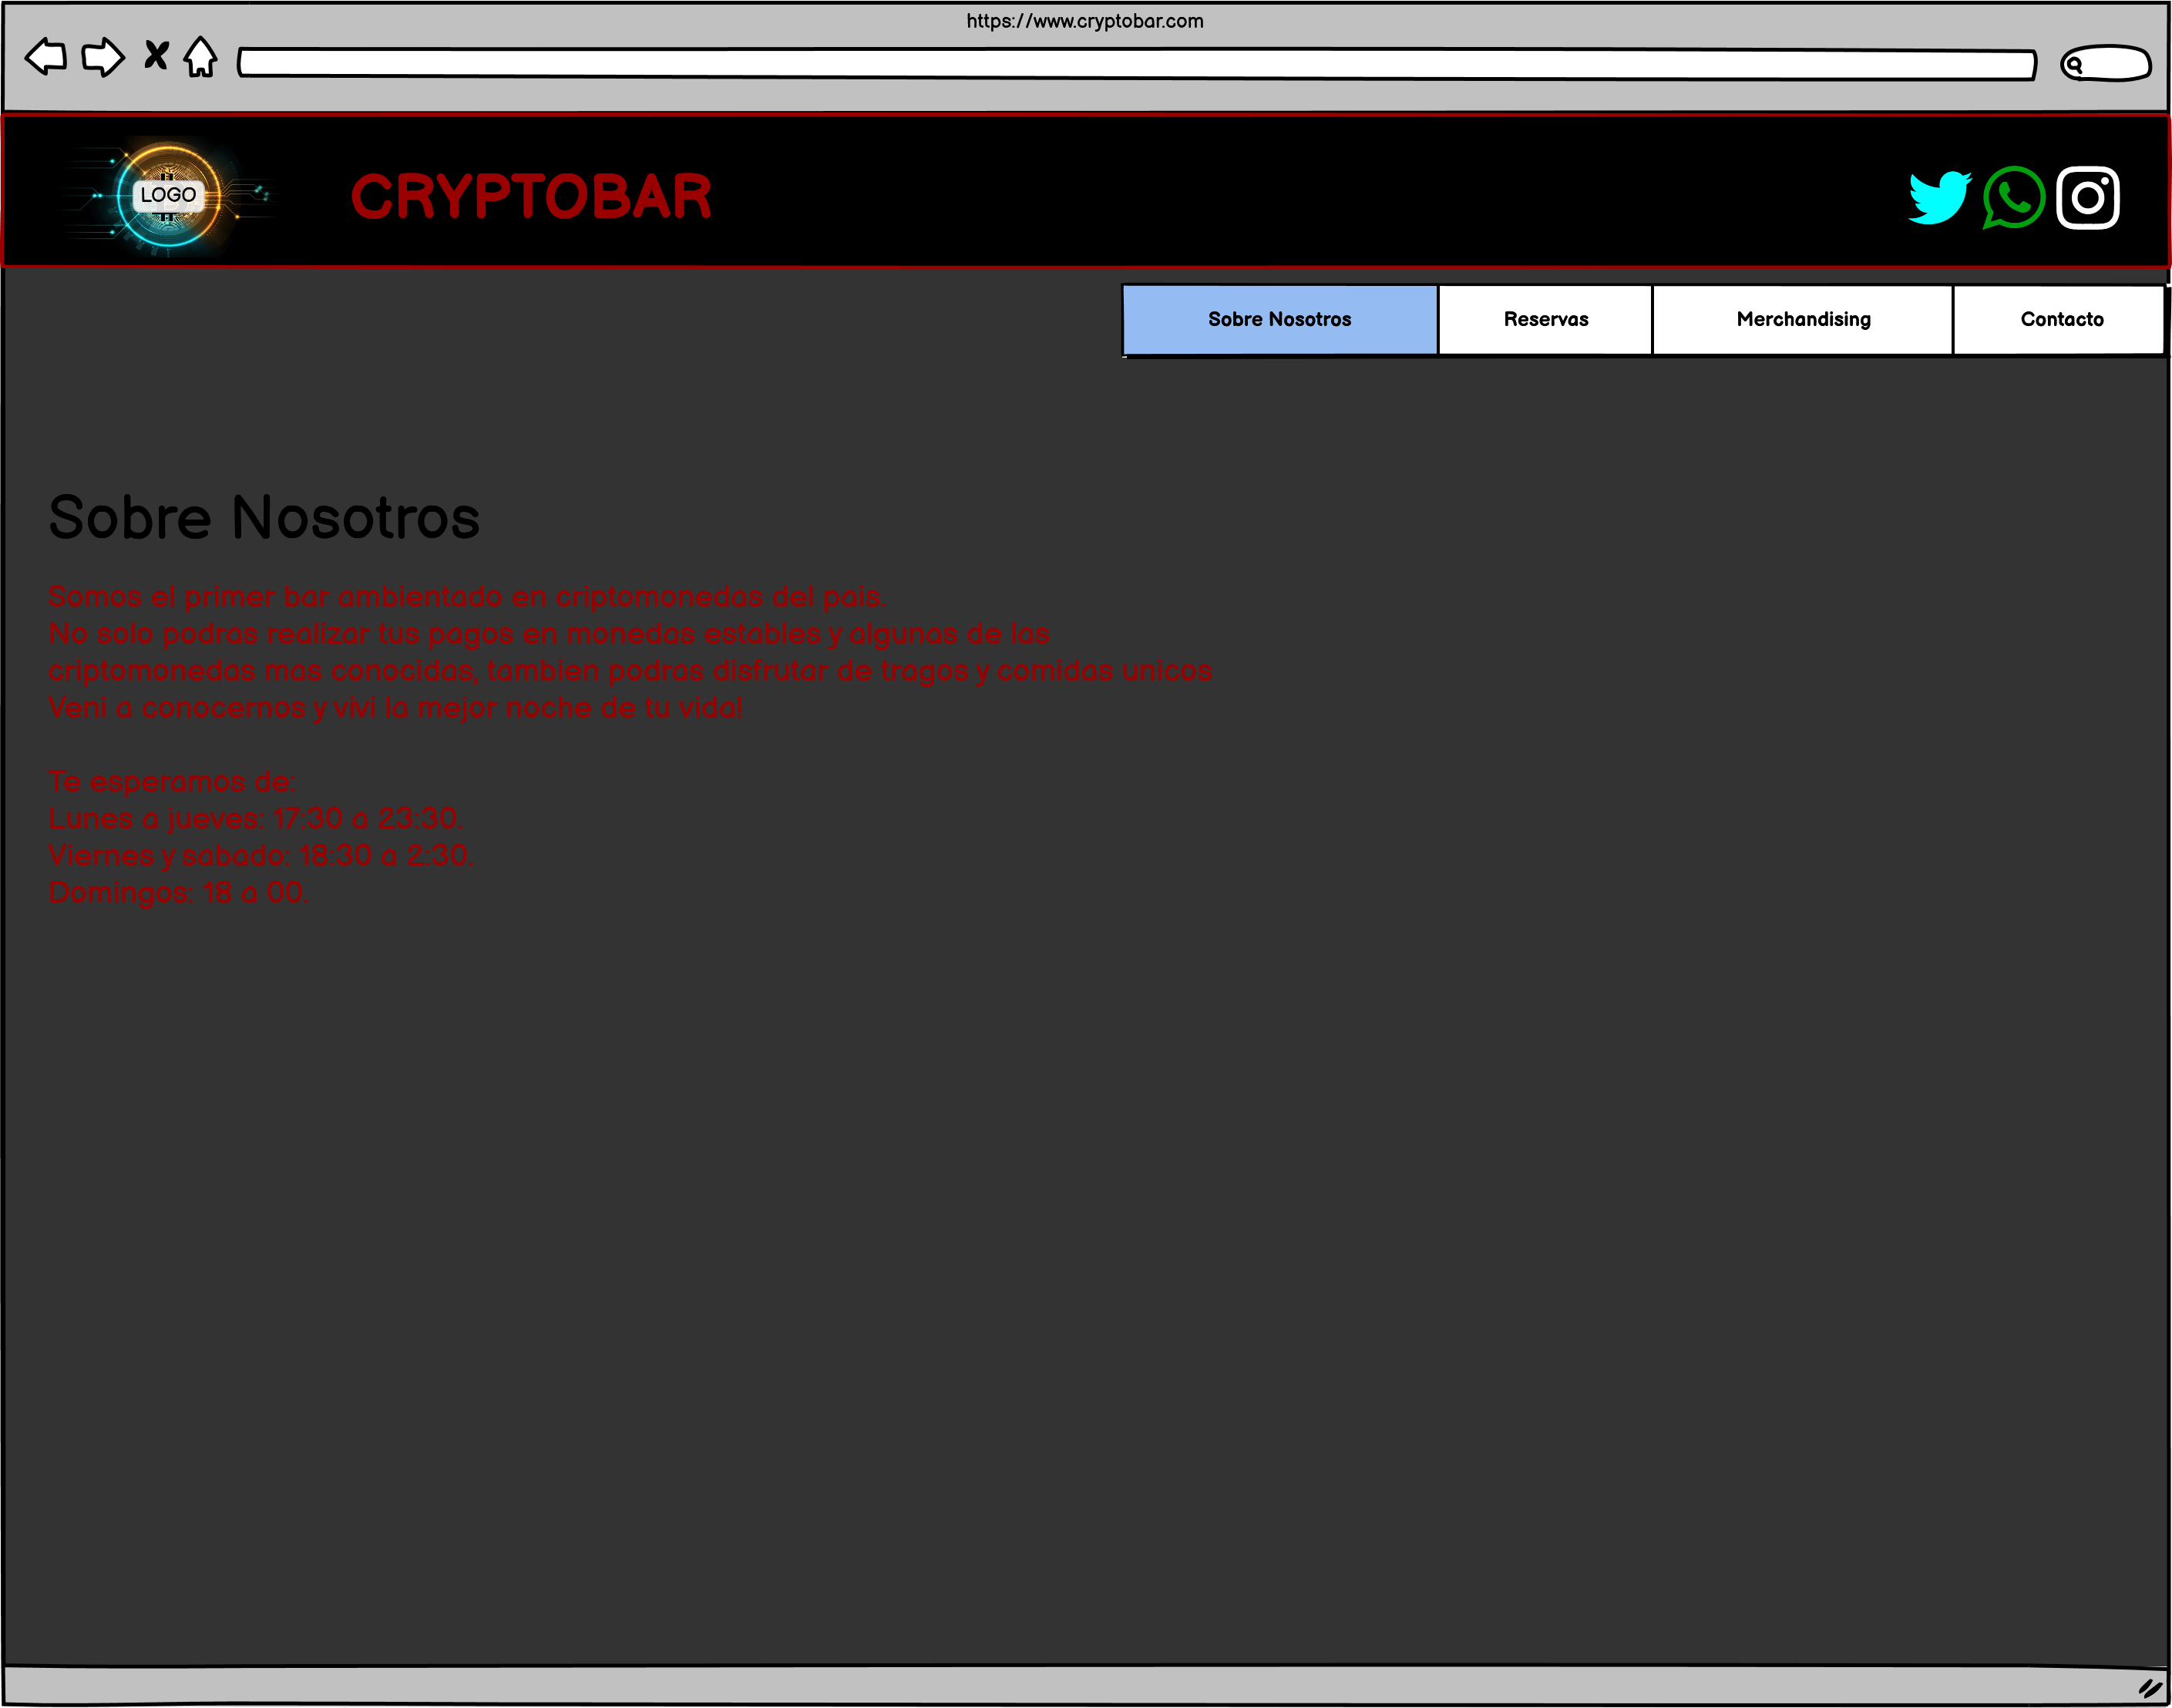 https://www.cryptobar.com
LOGO
CRYPTOBAR
Sobre Nosotros
Reservas
Merchandising
Contacto
Sobre Nosotros
Somos el primer bar ambientado en criptomonedas del pais.
No solo podras realizar tus pagos en monedas estables y algunas de las
criptomonedas mas conocidas, tambien podras disfrutar de tragos y comidas unicos
Veni a conocernos y vivi la mejor noche de tu vida!
Te esperamos de:
Lunes a jueves: 17:30 a 23:30.
Viernes y sabado: 18:30 a 2:30.
Domingos: 18 a 00.